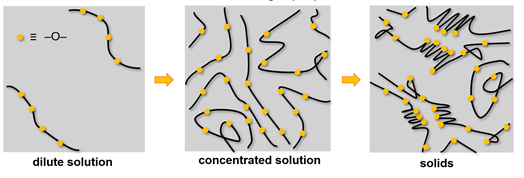 ≡ –O–
dilute solution
concentrated solution
solids